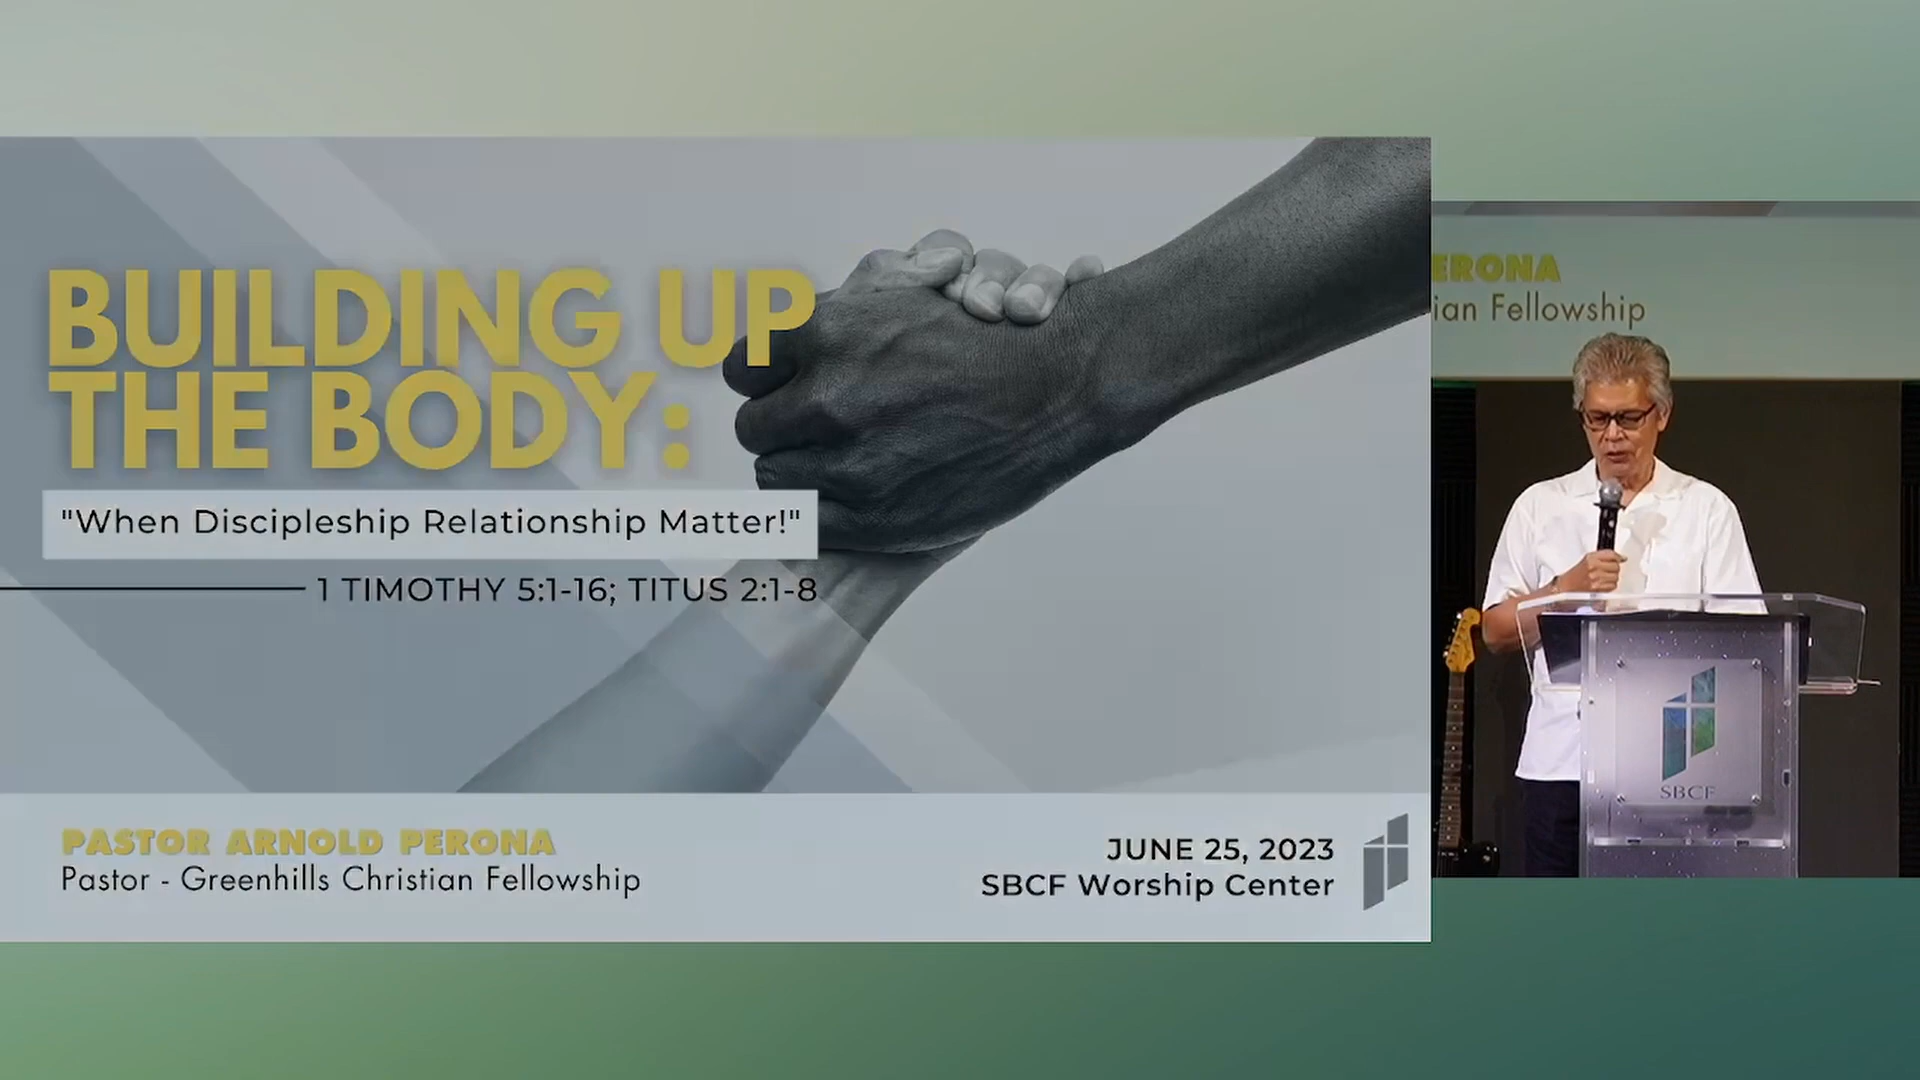 BUILDING UP
THE BODY:
"When Discipleship Relationship Matter!"
1 TIMOTHY 5:1-16; TITUS 2:1-8
PASTOR ARNOLD PERONA
Pastor - Greenhills Christian Fellowship
JUNE 25, 2023
SBCF Worship Center
ERONA
ian Fellowship
SBCF